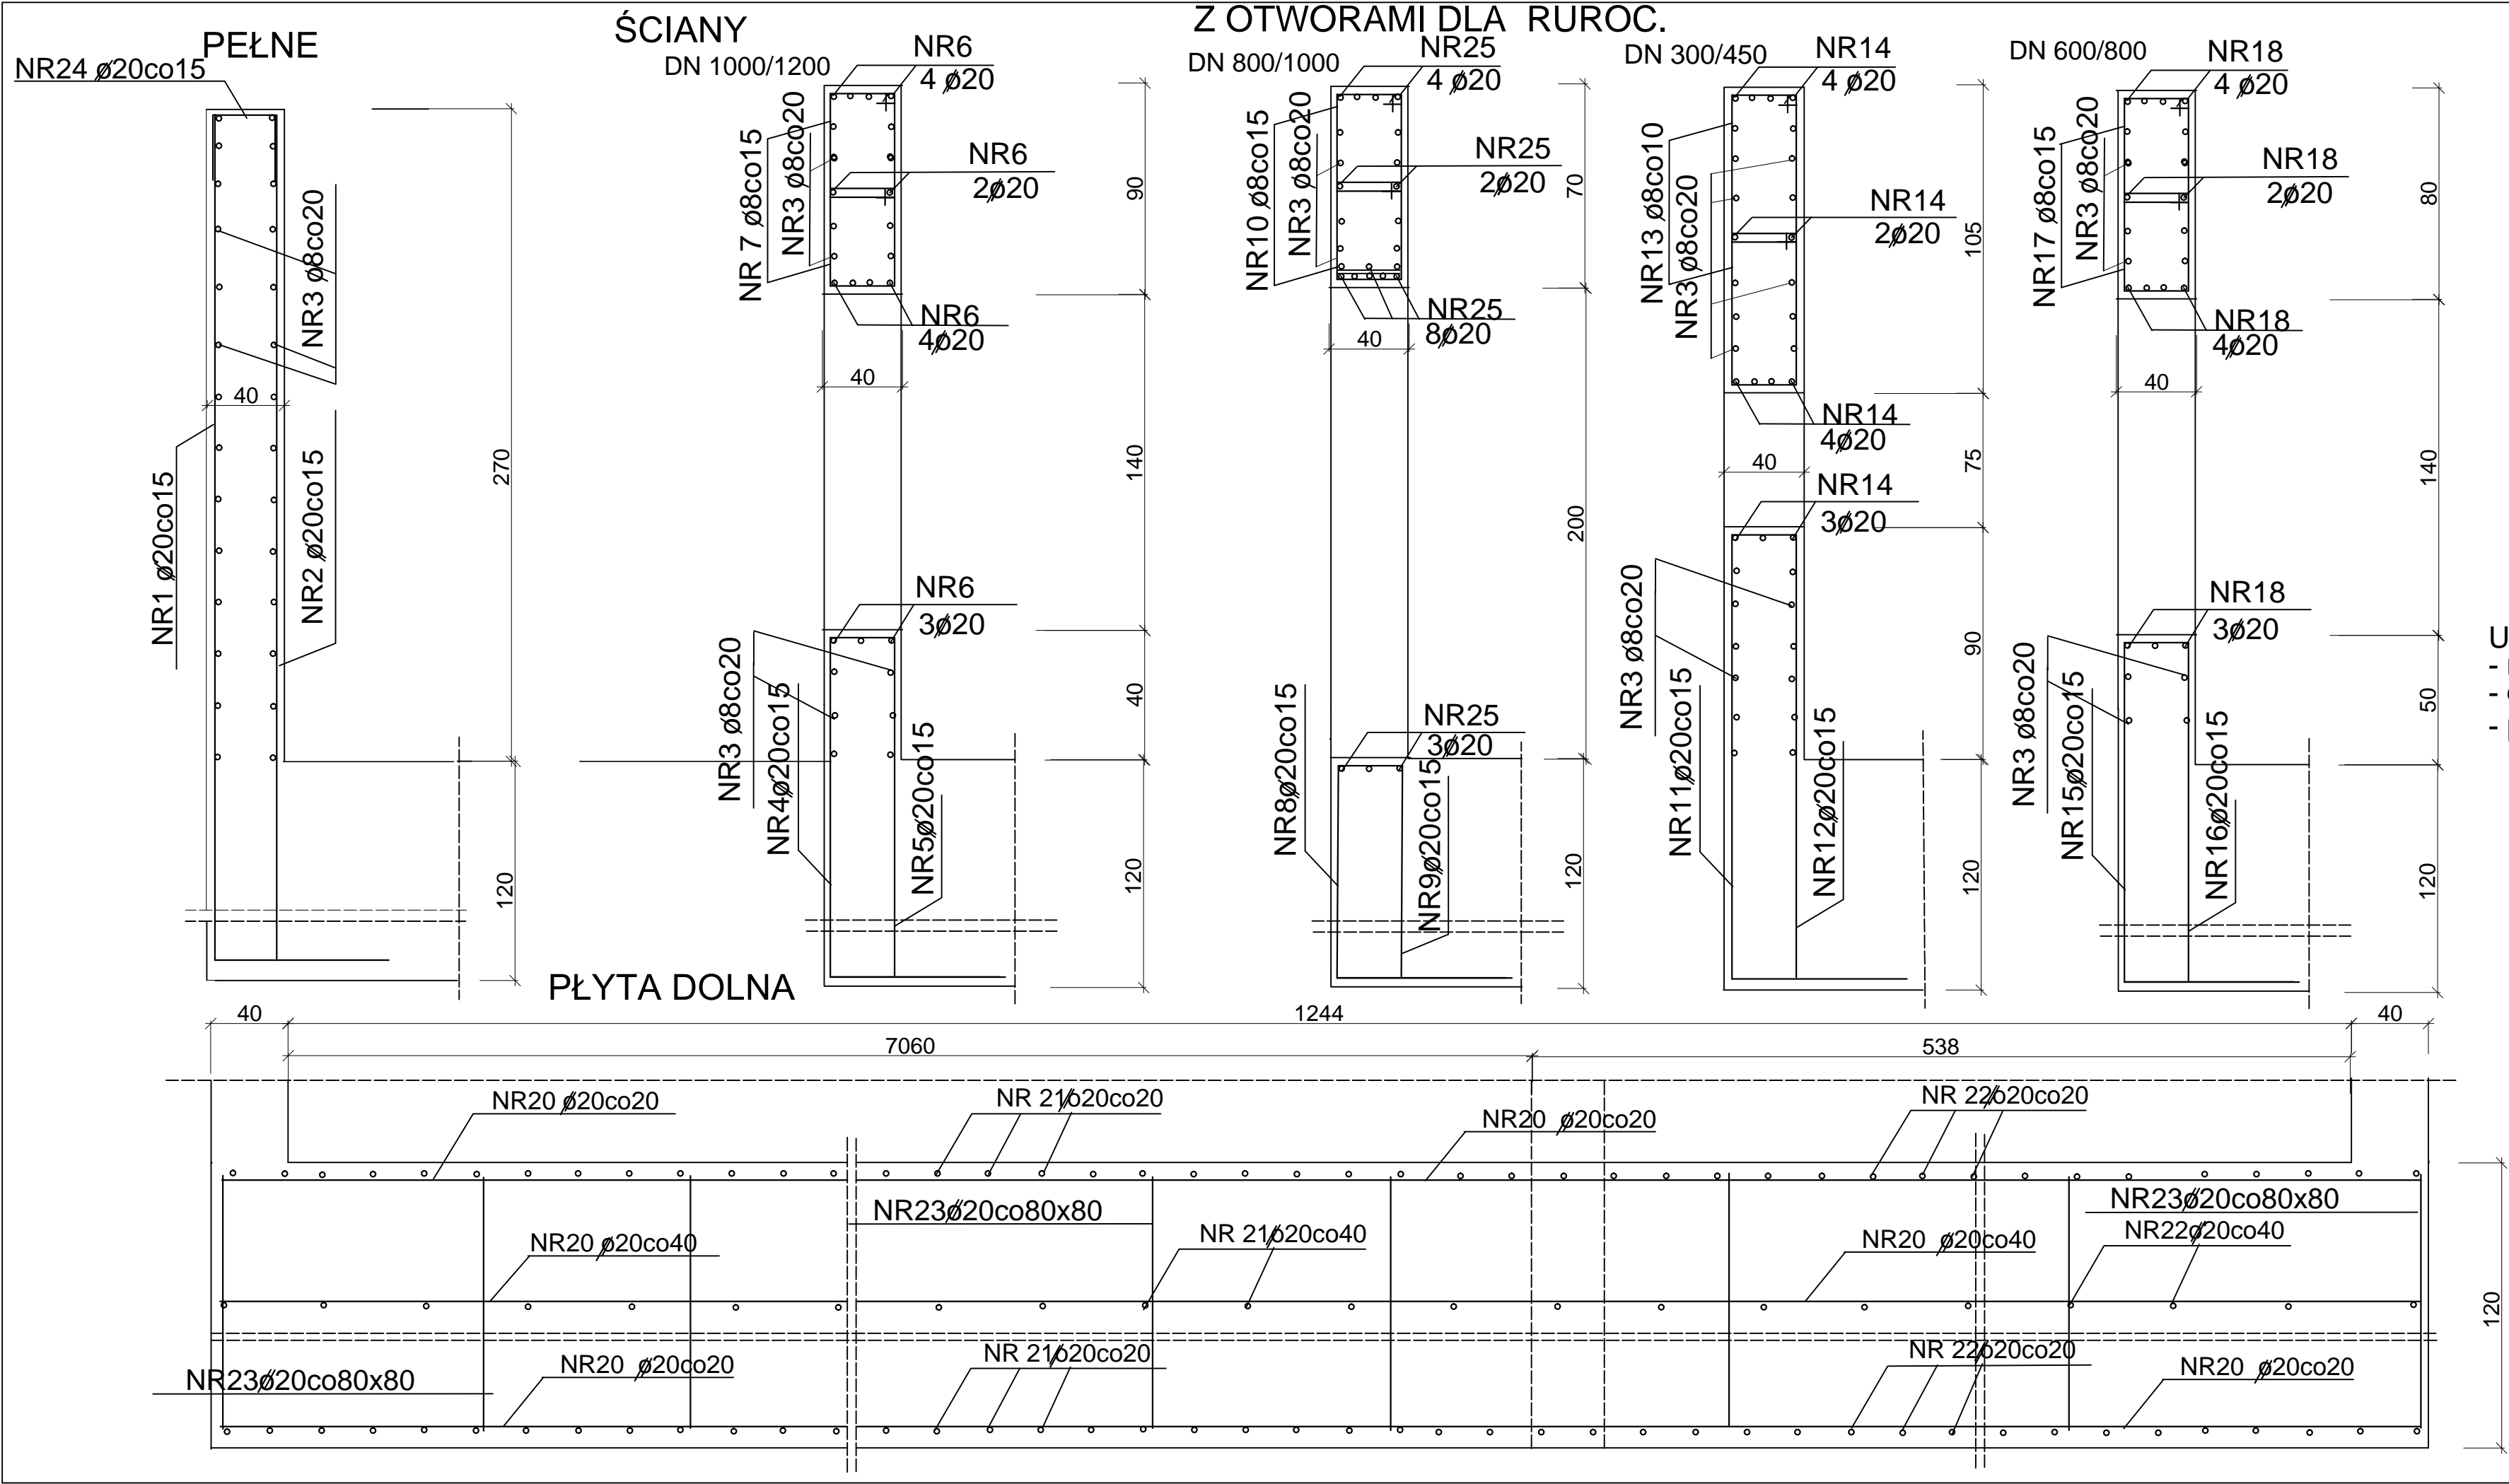 PEŁNE
ŚCIANY
Z OTWORAMI DLA RUROC.
NR24 ø20co15
NR3 ø8co20
40
NR1 ø20co15
NR2 ø20co15
270
120
DN 1000/1200
NR6
4 ø20
NR 7 ø8co15
NR3 ø8co20
NR6
2ø20
NR6
4ø20
40
NR6
3ø20
NR3 ø8co20
NR4ø20co15
NR5ø20co15
90
140
40
120
DN 800/1000
NR25
4 ø20
NR10 ø8co15
NR3 ø8co20
NR25
2ø20
NR25
8ø20
40
NR25
3ø20
NR8ø20co15
NR9ø20co15
70
200
120
DN 300/450
NR14
4 ø20
NR13 ø8co10
NR3 ø8co20
NR14
2ø20
NR14
4ø20
40
NR14
3ø20
NR3 ø8co20
NR11ø20co15
NR12ø20co15
105
75
90
120
DN 600/800
NR18
4 ø20
NR17 ø8co15
NR3 ø8co20
NR18
2ø20
NR18
4ø20
40
NR18
3ø20
NR3 ø8co20
NR15ø20co15
NR16ø20co15
80
140
50
120
PŁYTA DOLNA
40
1244
40
7060
538
NR20 ø20co20
NR 21ø20co20
NR20 ø20co20
NR 22ø20co20
NR23ø20co80x80
NR23ø20co80x80
NR20 ø20co40
NR 21ø20co40
NR20 ø20co40
NR22ø20co40
120
NR23ø20co80x80
NR20 ø20co20
NR 21ø20co20
NR 22ø20co20
NR20 ø20co20